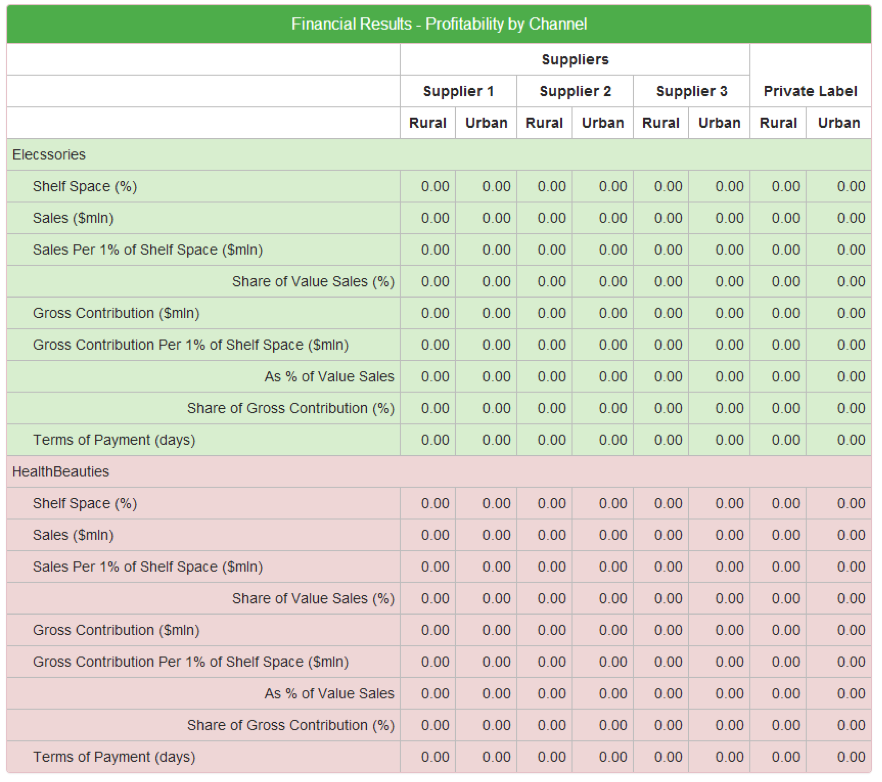 Financial Results - Profitability by Channel
Suppliers
Supplier 1 Supplier 2 Supplier 3 Private Label
Rural Urban Rural Urban Rural Urban Rural Urban
Elecssories
Shelf Space (%) 0.00 0.00 0.00 0.00 0.00 0.00 0.00 0.00
Sales ($mln) 0.00 0.00 0.00 0.00 0.00 0.00 0.00 0.00
Sales Per 1% of Shelf Space ($mln) 0.00 0.00 0.00 0.00 0.00 0.00 0.00 0.00
Share of Value Sales (%) 0.00 0.00 0.00 0.00 0.00 0.00 0.00 0.00
Gross Contribution ($mln) 0.00 0.00 0.00 0.00 0.00 0.00 0.00 0.00
Gross Contribution Per 1% of Shelf Space ($mln) 0.00 0.00 0.00 0.00 0.00 0.00 0.00 0.00
As % of Value Sales 0.00 0.00 0.00 0.00 0.00 0.00 0.00 0.00
Share of Gross Contribution (%) 0.00 0.00 0.00 0.00 0.00 0.00 0.00 0.00
Terms of Payment (days) 0.00 0.00 0.00 0.00 0.00 0.00 0.00 0.00
HealthBeauties
Shelf Space (%) 0.00 0.00 0.00 0.00 0.00 0.00 0.00 0.00
Sales ($mln) 0.00 0.00 0.00 0.00 0.00 0.00 0.00 0.00
Sales Per 1% of Shelf Space ($mln) 0.00 0.00 0.00 0.00 0.00 0.00 0.00 0.00
Share of Value Sales (%) 0.00 0.00 0.00 0.00 0.00 0.00 0.00 0.00
Gross Contribution ($mln) 0.00 0.00 0.00 0.00 0.00 0.00 0.00 0.00
Gross Contribution Per 1% of Shelf Space ($mln) 0.00 0.00 0.00 0.00 0.00 0.00 0.00 0.00
As % of Value Sales 0.00 0.00 0.00 0.00 0.00 0.00 0.00 0.00
Share of Gross Contribution (%) 0.00 0.00 0.00 0.00 0.00 0.00 0.00 0.00
Terms of Payment (days) 0.00 0.00 0.00 0.00 0.00 0.00 0.00 0.00